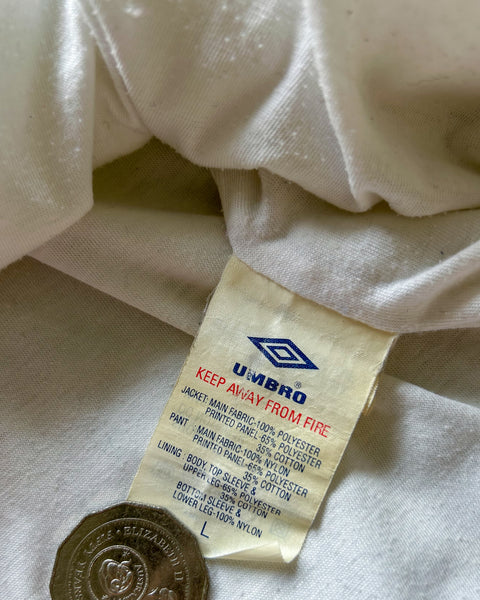 UMBRO®
KEEP AWAY FROM FIRE
JACKET: MAIN FABRIC-100% POLYESTER
PRINTED PANEL-65% POLYESTER
35% COTTON
PANT : MAIN FABRIC-100% NYLON
PRINTED PANEL-65% POLYESTER
35% COTTON
LINING : BODY TOP SLEEVE &
UPPER LEG-65% POLYESTER
35% COTTON
BOTTOM SLEEVE &
LOWER LEG-100% NYLON
L
ELIZABETH II